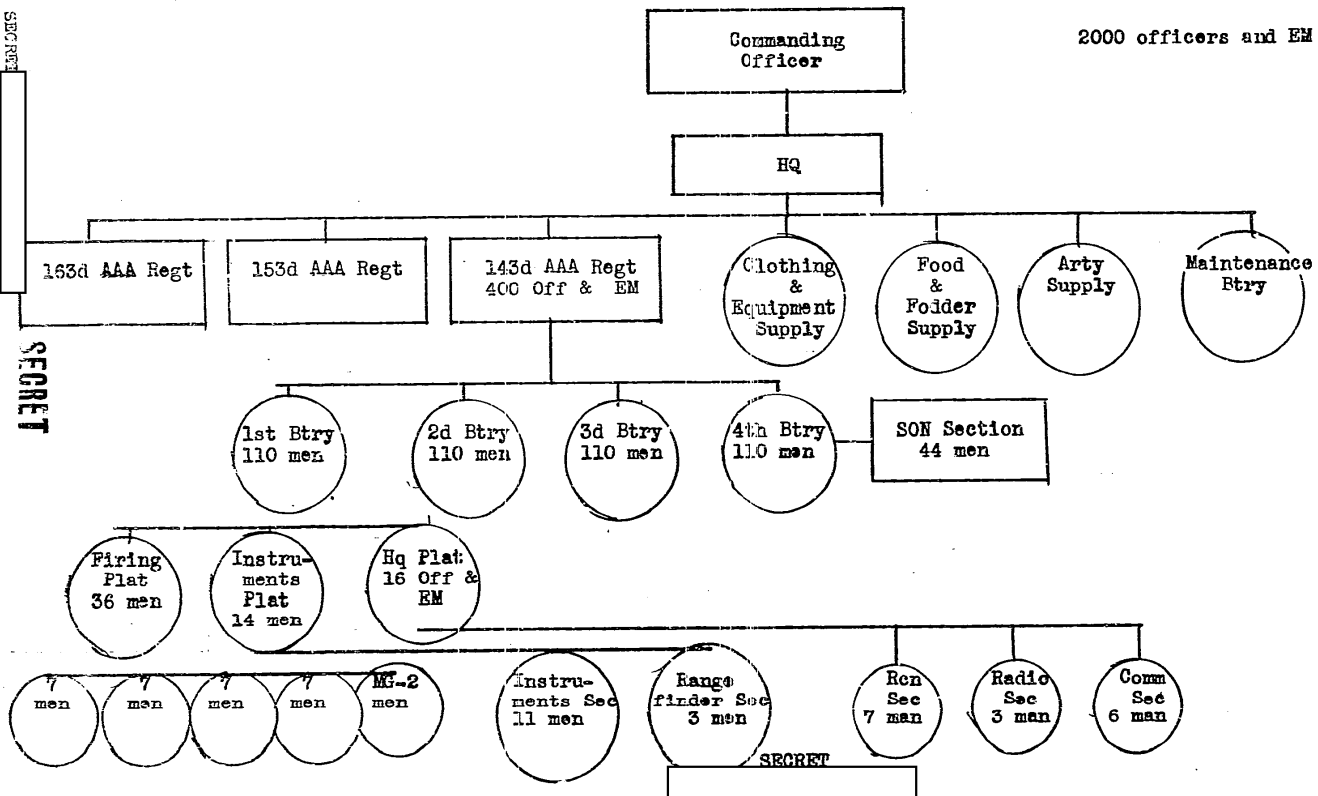 SECRET
2000 officers and EM
Commanding
Officer
HQ
163d AAA Regt
153d AAA Regt
143d AAA Regt
400 Off & EM
Clothing
&
Equipment
Supply
Food
&
Fodder
Supply
Arty
Supply
Maintenance
Btry
SECRET
1st Btry
110 men
2d Btry
110 men
3d Btry
110 men
4th Btry
110 men
SON Section
44 men
Firing
Plat
36 men
Instru-
ments
Plat
14 men
Hq Plat
16 Off &
EM
7
men
7
men
7
men
7
men
MG-2
men
Instru-
ments Sec
11 men
Range
finder Sec
3 men
Rcn
Sec
7 man
Radio
Sec
3 man
Comm
Sec
6 man
SECRET